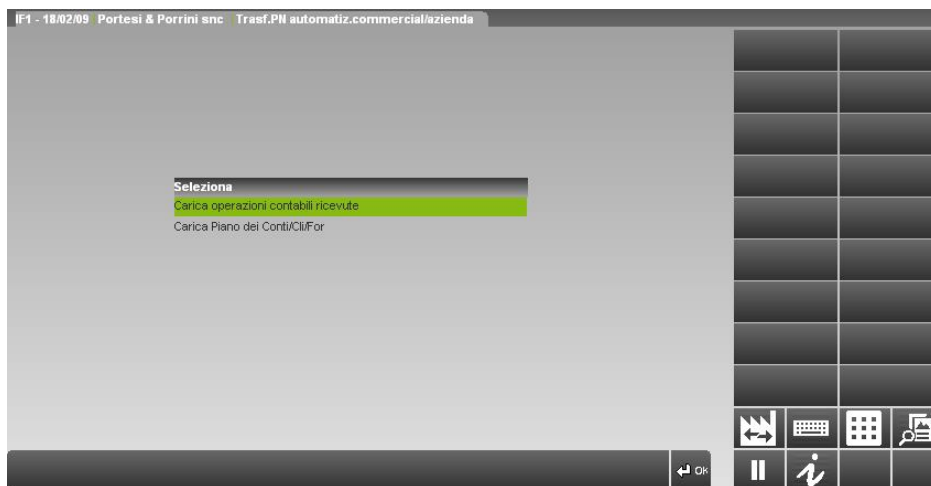 IF1 - 18/02/09 Portesi & Porrini snc Trasf.PN automatiz.commercial/azienda
Seleziona
Carica operazioni contabili ricevute
Carica Piano dei Conti/Cli/For
OK